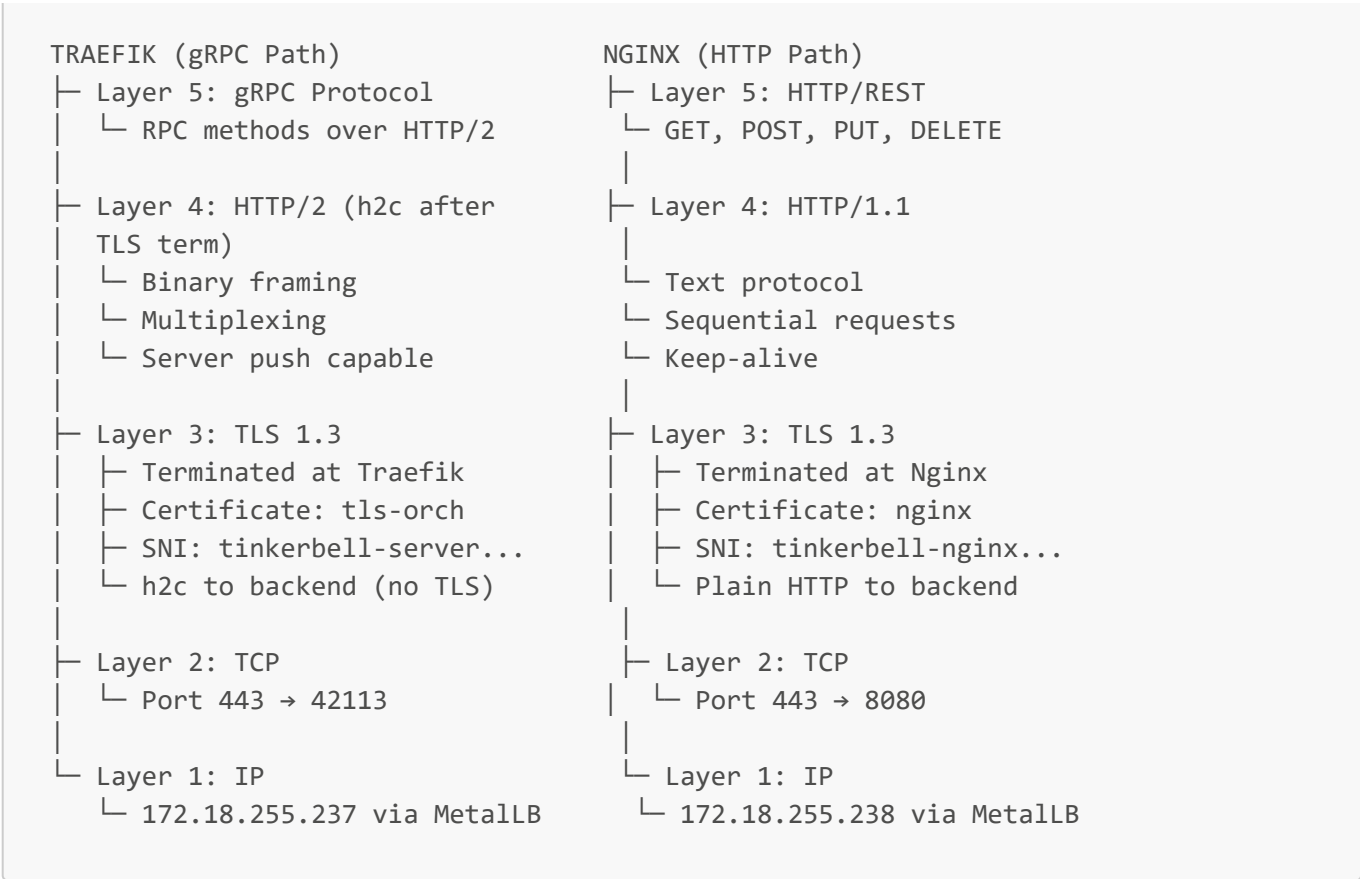 TRAEFIK (gRPC Path)                    NGINX (HTTP Path)
├─ Layer 5: gRPC Protocol              ├─ Layer 5: HTTP/REST
│  └─ RPC methods over HTTP/2           └─ GET, POST, PUT, DELETE
│                                       │
├─ Layer 4: HTTP/2 (h2c after          ├─ Layer 4: HTTP/1.1
│  TLS term)                            │
│  └─ Binary framing                    └─ Text protocol
│  └─ Multiplexing                      └─ Sequential requests
│  └─ Server push capable               └─ Keep-alive
│                                       │
├─ Layer 3: TLS 1.3                    ├─ Layer 3: TLS 1.3
│  ├─ Terminated at Traefik            │  ├─ Terminated at Nginx
│  ├─ Certificate: tls-orch            │  ├─ Certificate: nginx
│  ├─ SNI: tinkerbell-server...        │  ├─ SNI: tinkerbell-nginx...
│  └─ h2c to backend (no TLS)          │  └─ Plain HTTP to backend
│                                       │
├─ Layer 2: TCP                         ├─ Layer 2: TCP
│  └─ Port 443 → 42113                 │  └─ Port 443 → 8080
│                                       │
└─ Layer 1: IP                          └─ Layer 1: IP
   └─ 172.18.255.237 via MetalLB         └─ 172.18.255.238 via MetalLB